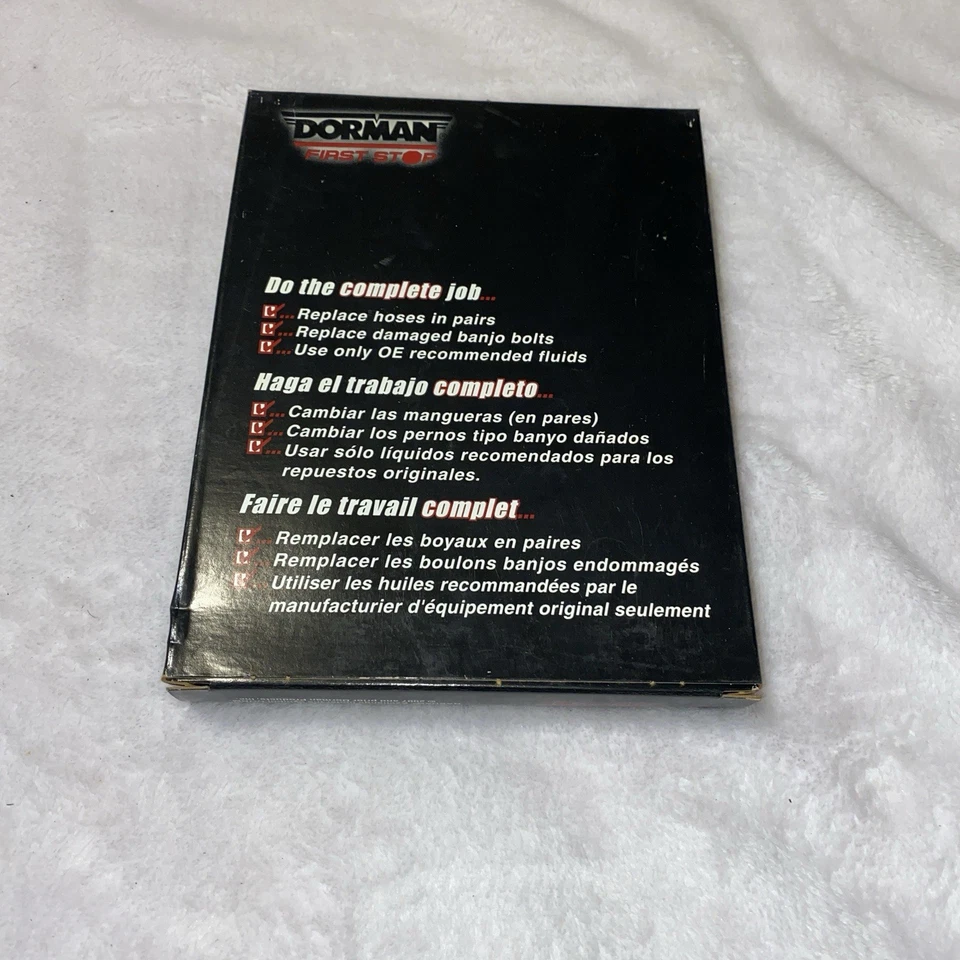 DORMAN
FIRST STOP
Do the complete job...
...Replace hoses in pairs
...Replace damaged banjo bolts
...Use only OE recommended fluids
Haga el trabajo completo...
...Cambiar las mangueras (en pares)
...Cambiar los pernos tipo banyo dañados
...Usar sólo líquidos recomendados para los
repuestos originales.
Faire le travail complet...
...Remplacer les boyaux en paires
...Remplacer les boulons banjos endommagés
...Utiliser les huiles recommandées par le
manufacturier d'équipement original seulement